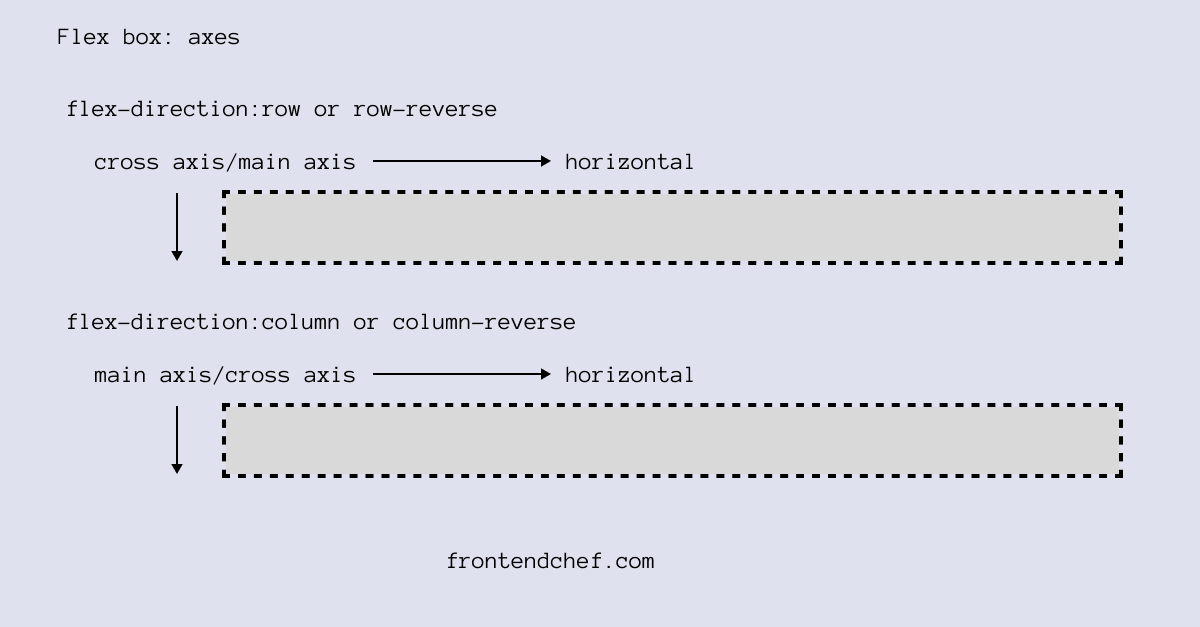 Flex box: axes
flex-direction:row or row-reverse
cross axis/main axis
horizontal
flex-direction:column or column-reverse
main axis/cross axis
horizontal
frontendchef.com